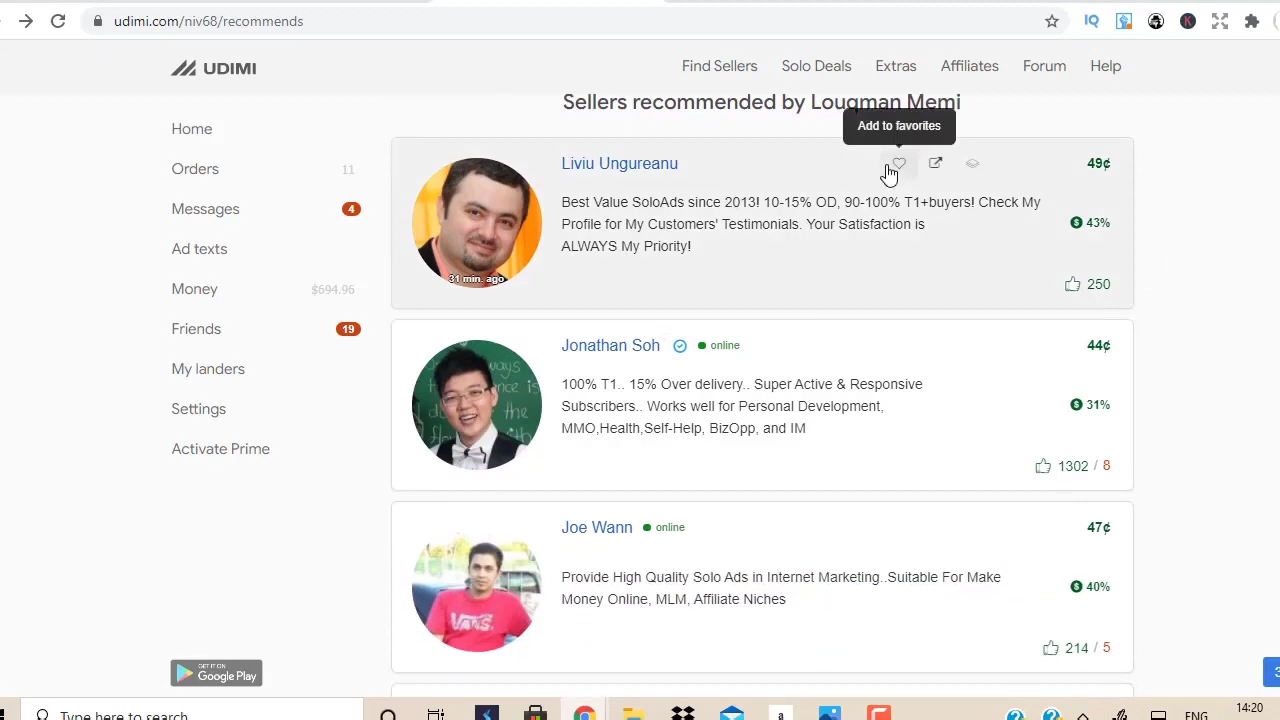 udimi.com/niv68/recommends
IQ
K
UDIMI
Find Sellers
Solo Deals
Extras
Affiliates
Forum
Help
Sellers recommended by Louqman Memi
Add to favorites
Home
Orders 11
Messages 4
Ad texts
Money $694.96
Friends 19
My landers
Settings
Activate Prime
GET IT ON
Google Play
Liviu Ungureanu
49¢
Best Value SoloAds since 2013! 10-15% OD, 90-100% T1+buyers! Check My
Profile for My Customers' Testimonials. Your Satisfaction is
ALWAYS My Priority!
43%
31 min. ago
250
Jonathan Soh online
44¢
100% T1.. 15% Over delivery.. Super Active & Responsive
Subscribers.. Works well for Personal Development,
MMO,Health,Self-Help, BizOpp, and IM
31%
1302 / 8
Joe Wann online
47¢
Provide High Quality Solo Ads in Internet Marketing..Suitable For Make
Money Online, MLM, Affiliate Niches
40%
VANS
214 / 5
3
Type here to search
a
ENG
14:20